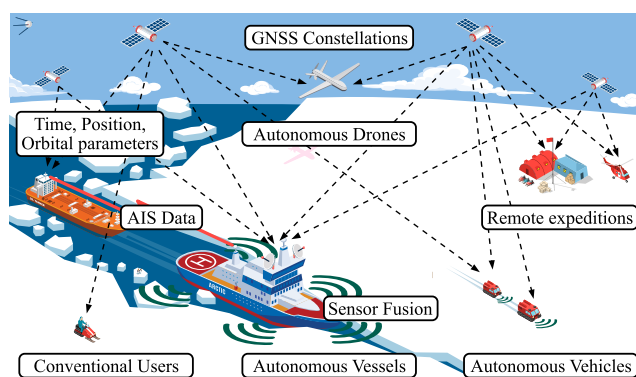 GNSS Constellations
Time, Position,
Orbital parameters
Autonomous Drones
AIS Data
Remote expeditions
ARCTIC
Sensor Fusion
Conventional Users
Autonomous Vessels
Autonomous Vehicles